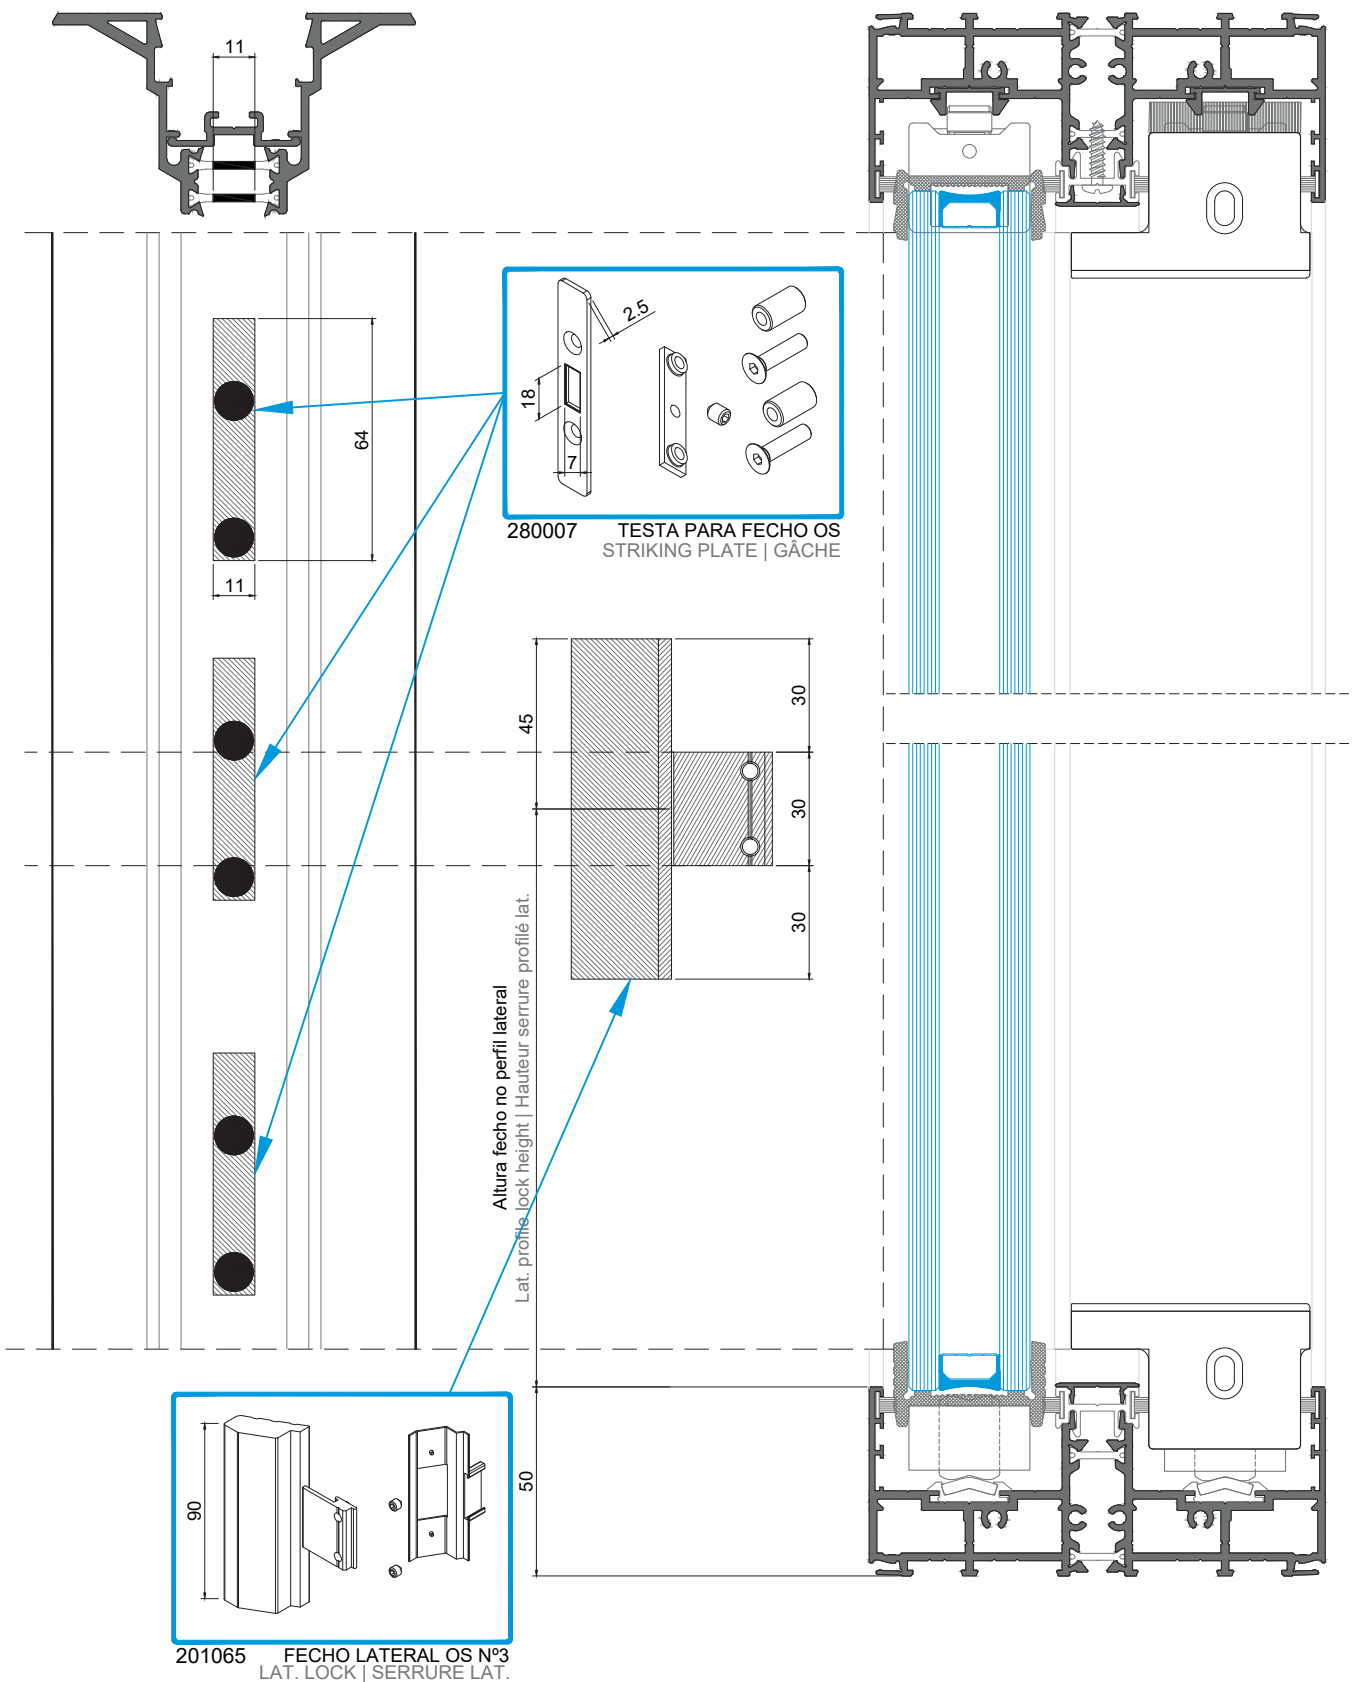 11
2.5
18
7
280007 TESTA PARA FECHO OS
STRIKING PLATE | GÂCHE
64
11
45
30
30
30
Altura fecho no perfil lateral
Lat. profile lock height | Hauteur serrure profilé lat.
50
90
201065 FECHO LATERAL OS Nº3
LAT. LOCK | SERRURE LAT.